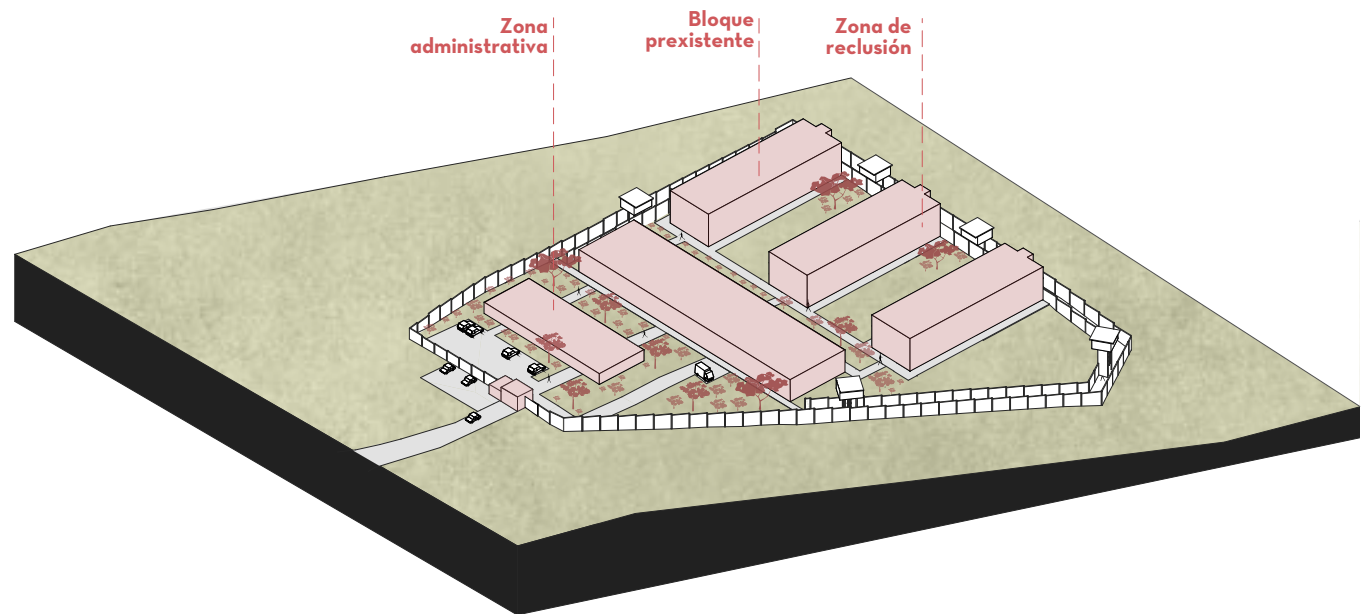 Zona
administrativa
Bloque
prexistente
Zona de
reclusión